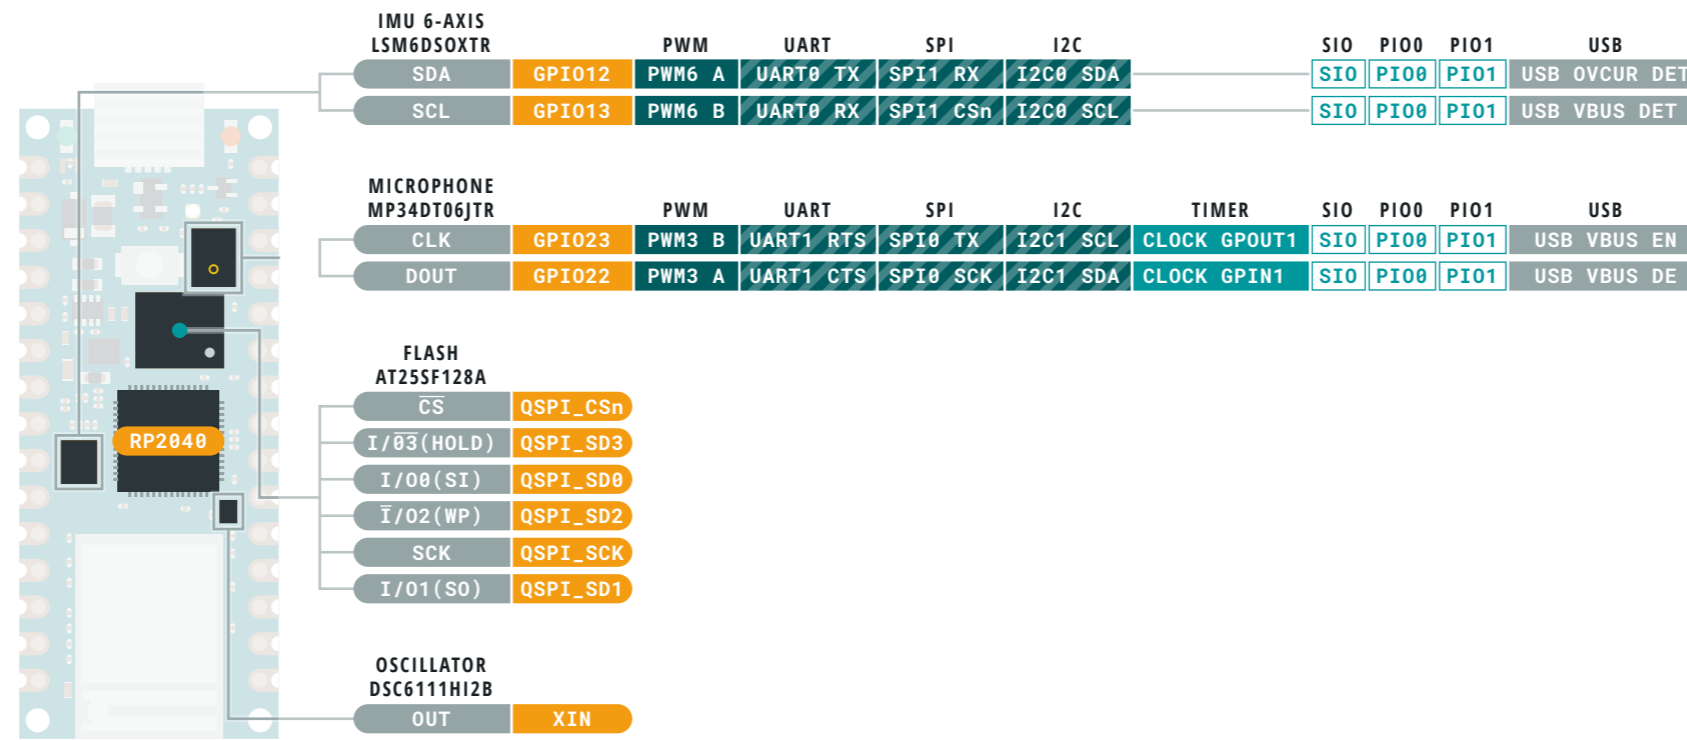 IMU 6-AXIS
LSM6DSOXTR PWM UART SPI I2C SIO PIO0 PIO1 USB
SDA GPIO12 PWM6 A UART0 TX SPI1 RX I2C0 SDA SIO PIO0 PIO1 USB OVCUR DET
SCL GPIO13 PWM6 B UART0 RX SPI1 CSn I2C0 SCL SIO PIO0 PIO1 USB VBUS DET
MICROPHONE
MP34DT06JTR PWM UART SPI I2C TIMER SIO PIO0 PIO1 USB
CLK GPIO23 PWM3 B UART1 RTS SPI0 TX I2C1 SCL CLOCK GPOUT1 SIO PIO0 PIO1 USB VBUS EN
DOUT GPIO22 PWM3 A UART1 CTS SPI0 SCK I2C1 SDA CLOCK GPIN1 SIO PIO0 PIO1 USB VBUS DE
FLASH
AT25SF128A
CS QSPI_CSn
I/03(HOLD) QSPI_SD3
RP2040
I/O0(SI) QSPI_SD0
I/O2(WP) QSPI_SD2
SCK QSPI_SCK
I/O1(SO) QSPI_SD1
OSCILLATOR
DSC6111HI2B
OUT XIN